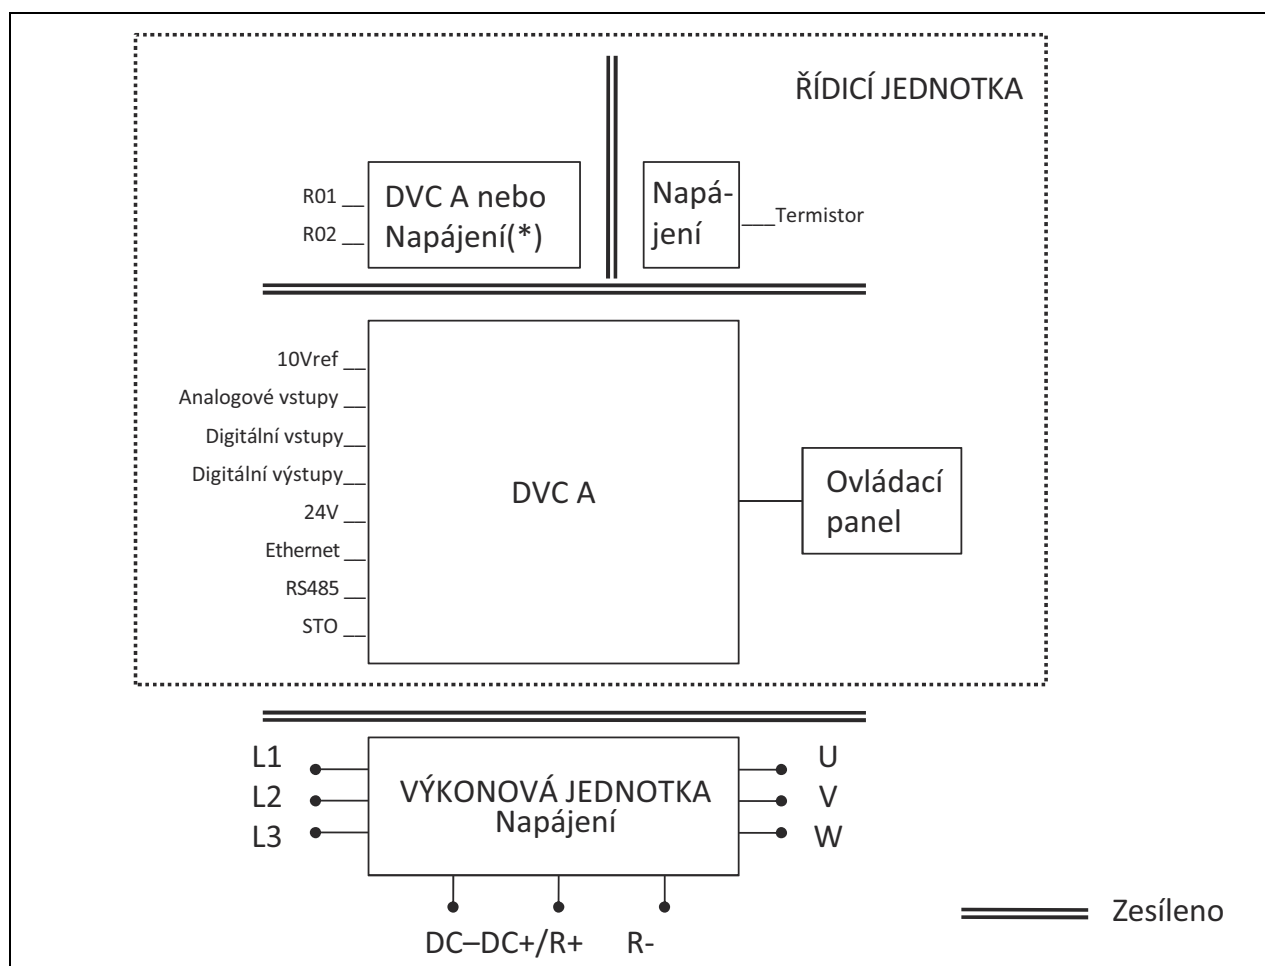 ŘÍDICÍ JEDNOTKA
R01
R02
DVC A nebo
Napájení(*)
Napá-
jení
Termistor
10Vref
Analogové vstupy
Digitální vstupy
Digitální výstupy
24V
Ethernet
RS485
STO
DVC A
Ovládací
panel
L1
L2
L3
VÝKONOVÁ JEDNOTKA
Napájení
U
V
W
DC–DC+/R+ R-
Zesíleno